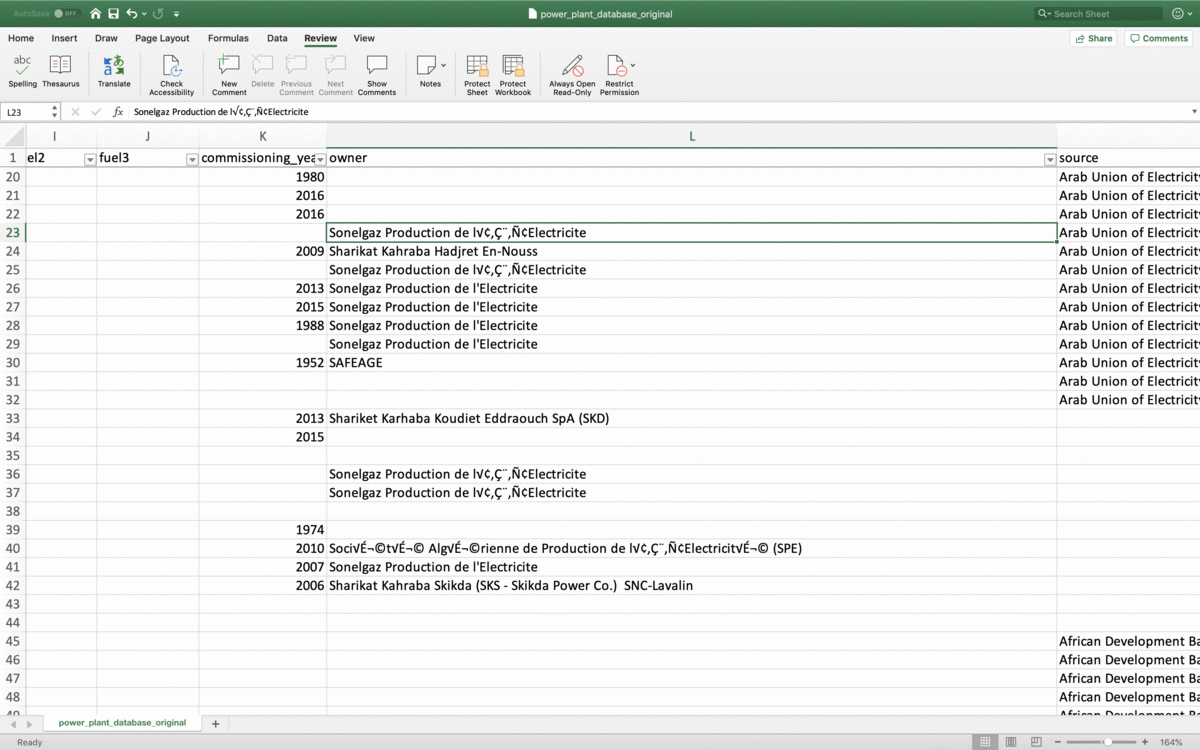 AutoSave OFF power_plant_database_original Search Sheet
Home Insert Draw Page Layout Formulas Data Review View Share Comments
abc
Spelling Thesaurus Translate Check Accessibility New Comment Delete Previous Comment Next Comment Show Comments Notes Protect Sheet Protect Workbook Always Open Read-Only Restrict Permission
L23 fx Sonelgaz Production de l√¢‚Ç¨‚Ñ¢Electricite
I J K L
1 el2 fuel3 commissioning_yea owner source
20 1980 Arab Union of Electricity
21 2016 Arab Union of Electricity
22 2016 Arab Union of Electricity
23 Sonelgaz Production de l√¢‚Ç¨‚Ñ¢Electricite Arab Union of Electricity
24 2009 Sharikat Kahraba Hadjret En-Nouss Arab Union of Electricity
25 Sonelgaz Production de l√¢‚Ç¨‚Ñ¢Electricite Arab Union of Electricity
26 2013 Sonelgaz Production de l'Electricite Arab Union of Electricity
27 2015 Sonelgaz Production de l'Electricite Arab Union of Electricity
28 1988 Sonelgaz Production de l'Electricite Arab Union of Electricity
29 Sonelgaz Production de l'Electricite Arab Union of Electricity
30 1952 SAFEAGE Arab Union of Electricity
31 Arab Union of Electricity
32 Arab Union of Electricity
33 2013 Shariket Karhaba Koudiet Eddraouch SpA (SKD)
34 2015
35
36 Sonelgaz Production de l√¢‚Ç¨‚Ñ¢Electricite
37 Sonelgaz Production de l√¢‚Ç¨‚Ñ¢Electricite
38
39 1974
40 2010 Soci√É¬©t√É¬© Alg√É¬©rienne de Production de l√¢‚Ç¨‚Ñ¢Electricit√É¬© (SPE)
41 2007 Sonelgaz Production de l'Electricite
42 2006 Sharikat Kahraba Skikda (SKS - Skikda Power Co.)  SNC-Lavalin
43
44
45 African Development Ba
46 African Development Ba
47 African Development Ba
48 African Development Ba
49 African Development Ba
power_plant_database_original +
Ready 164%